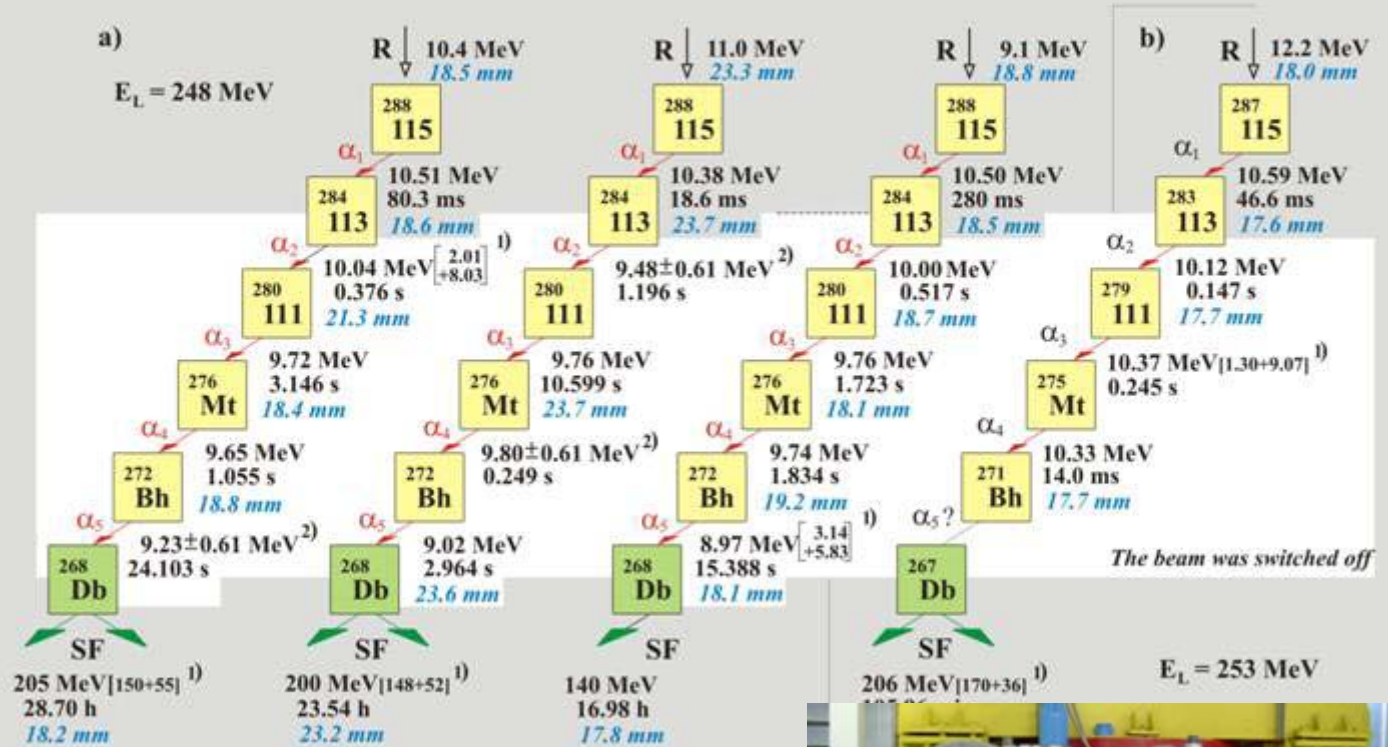 a)
E_L = 248 MeV
R 10.4 MeV
18.5 mm
288
115
α₁
10.51 MeV
80.3 ms
18.6 mm
284
113
α₂
10.04 MeV[2.01 +8.03] 1)
0.376 s
21.3 mm
280
111
α₃
9.72 MeV
3.146 s
18.4 mm
276
Mt
α₄
9.65 MeV
1.055 s
18.8 mm
272
Bh
α₅
9.23±0.61 MeV 2)
24.103 s
268
Db
SF
205 MeV[150+55] 1)
28.70 h
18.2 mm
R 11.0 MeV
23.3 mm
288
115
α₁
10.38 MeV
18.6 ms
23.7 mm
284
113
α₂
9.48±0.61 MeV 2)
1.196 s
280
111
α₃
9.76 MeV
10.599 s
23.7 mm
276
Mt
α₄
9.80±0.61 MeV 2)
0.249 s
272
Bh
α₅
9.02 MeV
2.964 s
23.6 mm
268
Db
SF
200 MeV[148+52] 1)
23.54 h
23.2 mm
R 9.1 MeV
18.8 mm
288
115
α₁
10.50 MeV
280 ms
18.5 mm
284
113
α₂
10.00 MeV
0.517 s
18.7 mm
280
111
α₃
9.76 MeV
1.723 s
18.1 mm
276
Mt
α₄
9.74 MeV
1.834 s
19.2 mm
272
Bh
α₅
8.97 MeV[3.14 +5.83] 1)
15.388 s
18.1 mm
268
Db
SF
140 MeV
16.98 h
17.8 mm
b)
R 12.2 MeV
18.0 mm
287
115
α₁
10.59 MeV
46.6 ms
17.6 mm
283
113
α₂
10.12 MeV
0.147 s
17.7 mm
279
111
α₃
10.37 MeV[1.30+9.07] 1)
0.245 s
275
Mt
α₄
10.33 MeV
14.0 ms
17.7 mm
271
Bh
α₅?
The beam was switched off
267
Db
SF
206 MeV[170+36] 1)
E_L = 253 MeV